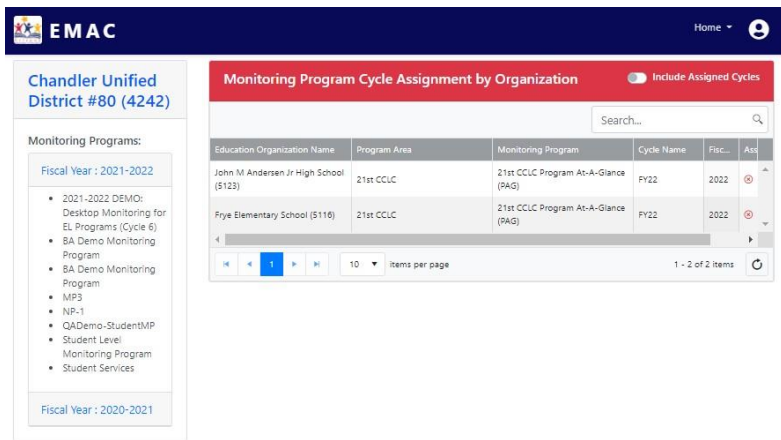 EMAC
Home
Chandler Unified
District #80 (4242)
Monitoring Programs:
Fiscal Year : 2021-2022
2021-2022 DEMO:
Desktop Monitoring for
EL Programs (Cycle 6)
BA Demo Monitoring
Program
BA Demo Monitoring
Program
MP3
NP-1
QADemo-StudentMP
Student Level
Monitoring Program
Student Services
Fiscal Year : 2020-2021
Monitoring Program Cycle Assignment by Organization
Include Assigned Cycles
Search...
Education Organization Name Program Area Monitoring Program Cycle Name Fisc... Ass
John M Andersen Jr High School
(5123)
21st CCLC
21st CCLC Program At-A-Glance
(PAG)
FY22 2022
Frye Elementary School (5116) 21st CCLC
21st CCLC Program At-A-Glance
(PAG)
FY22 2022
1 10 items per page 1 - 2 of 2 items